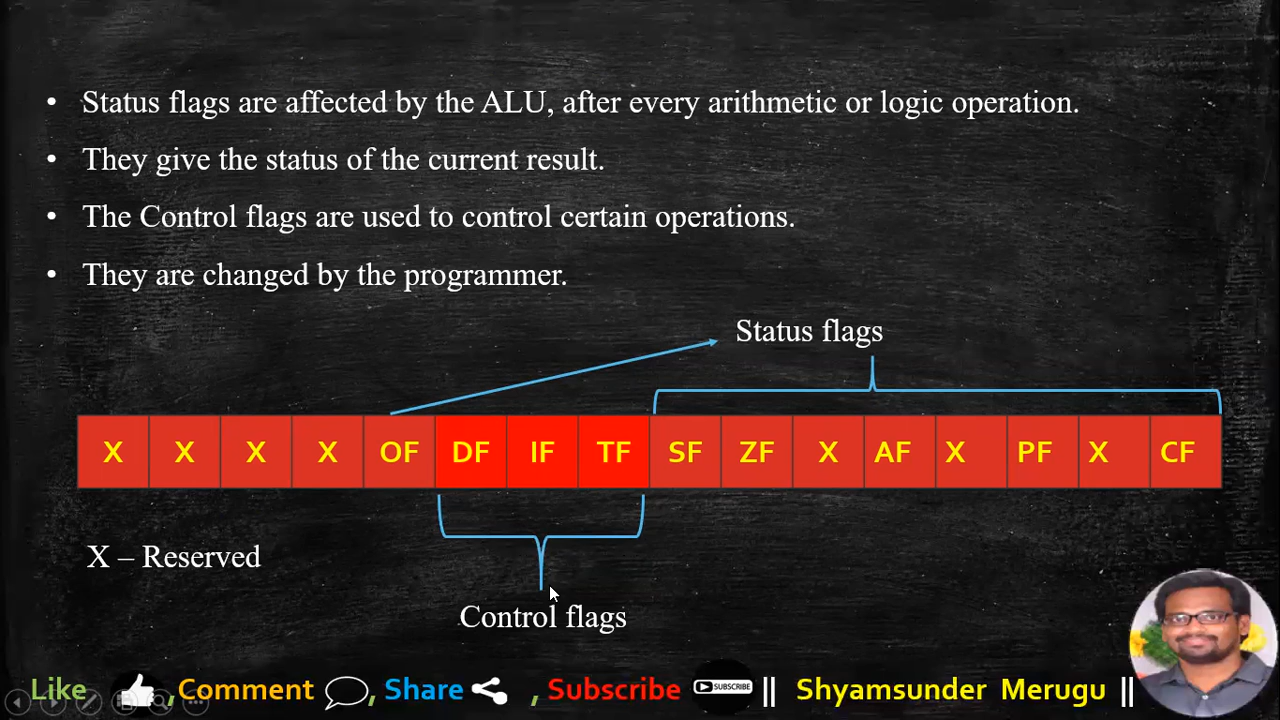 • Status flags are affected by the ALU, after every arithmetic or logic operation.
• They give the status of the current result.
• The Control flags are used to control certain operations.
• They are changed by the programmer.
Status flags
X X X X OF DF IF TF SF ZF X AF X PF X CF
X – Reserved
Control flags
Like , Comment , Share , Subscribe SUBSCRIBE || Shyamsunder Merugu ||